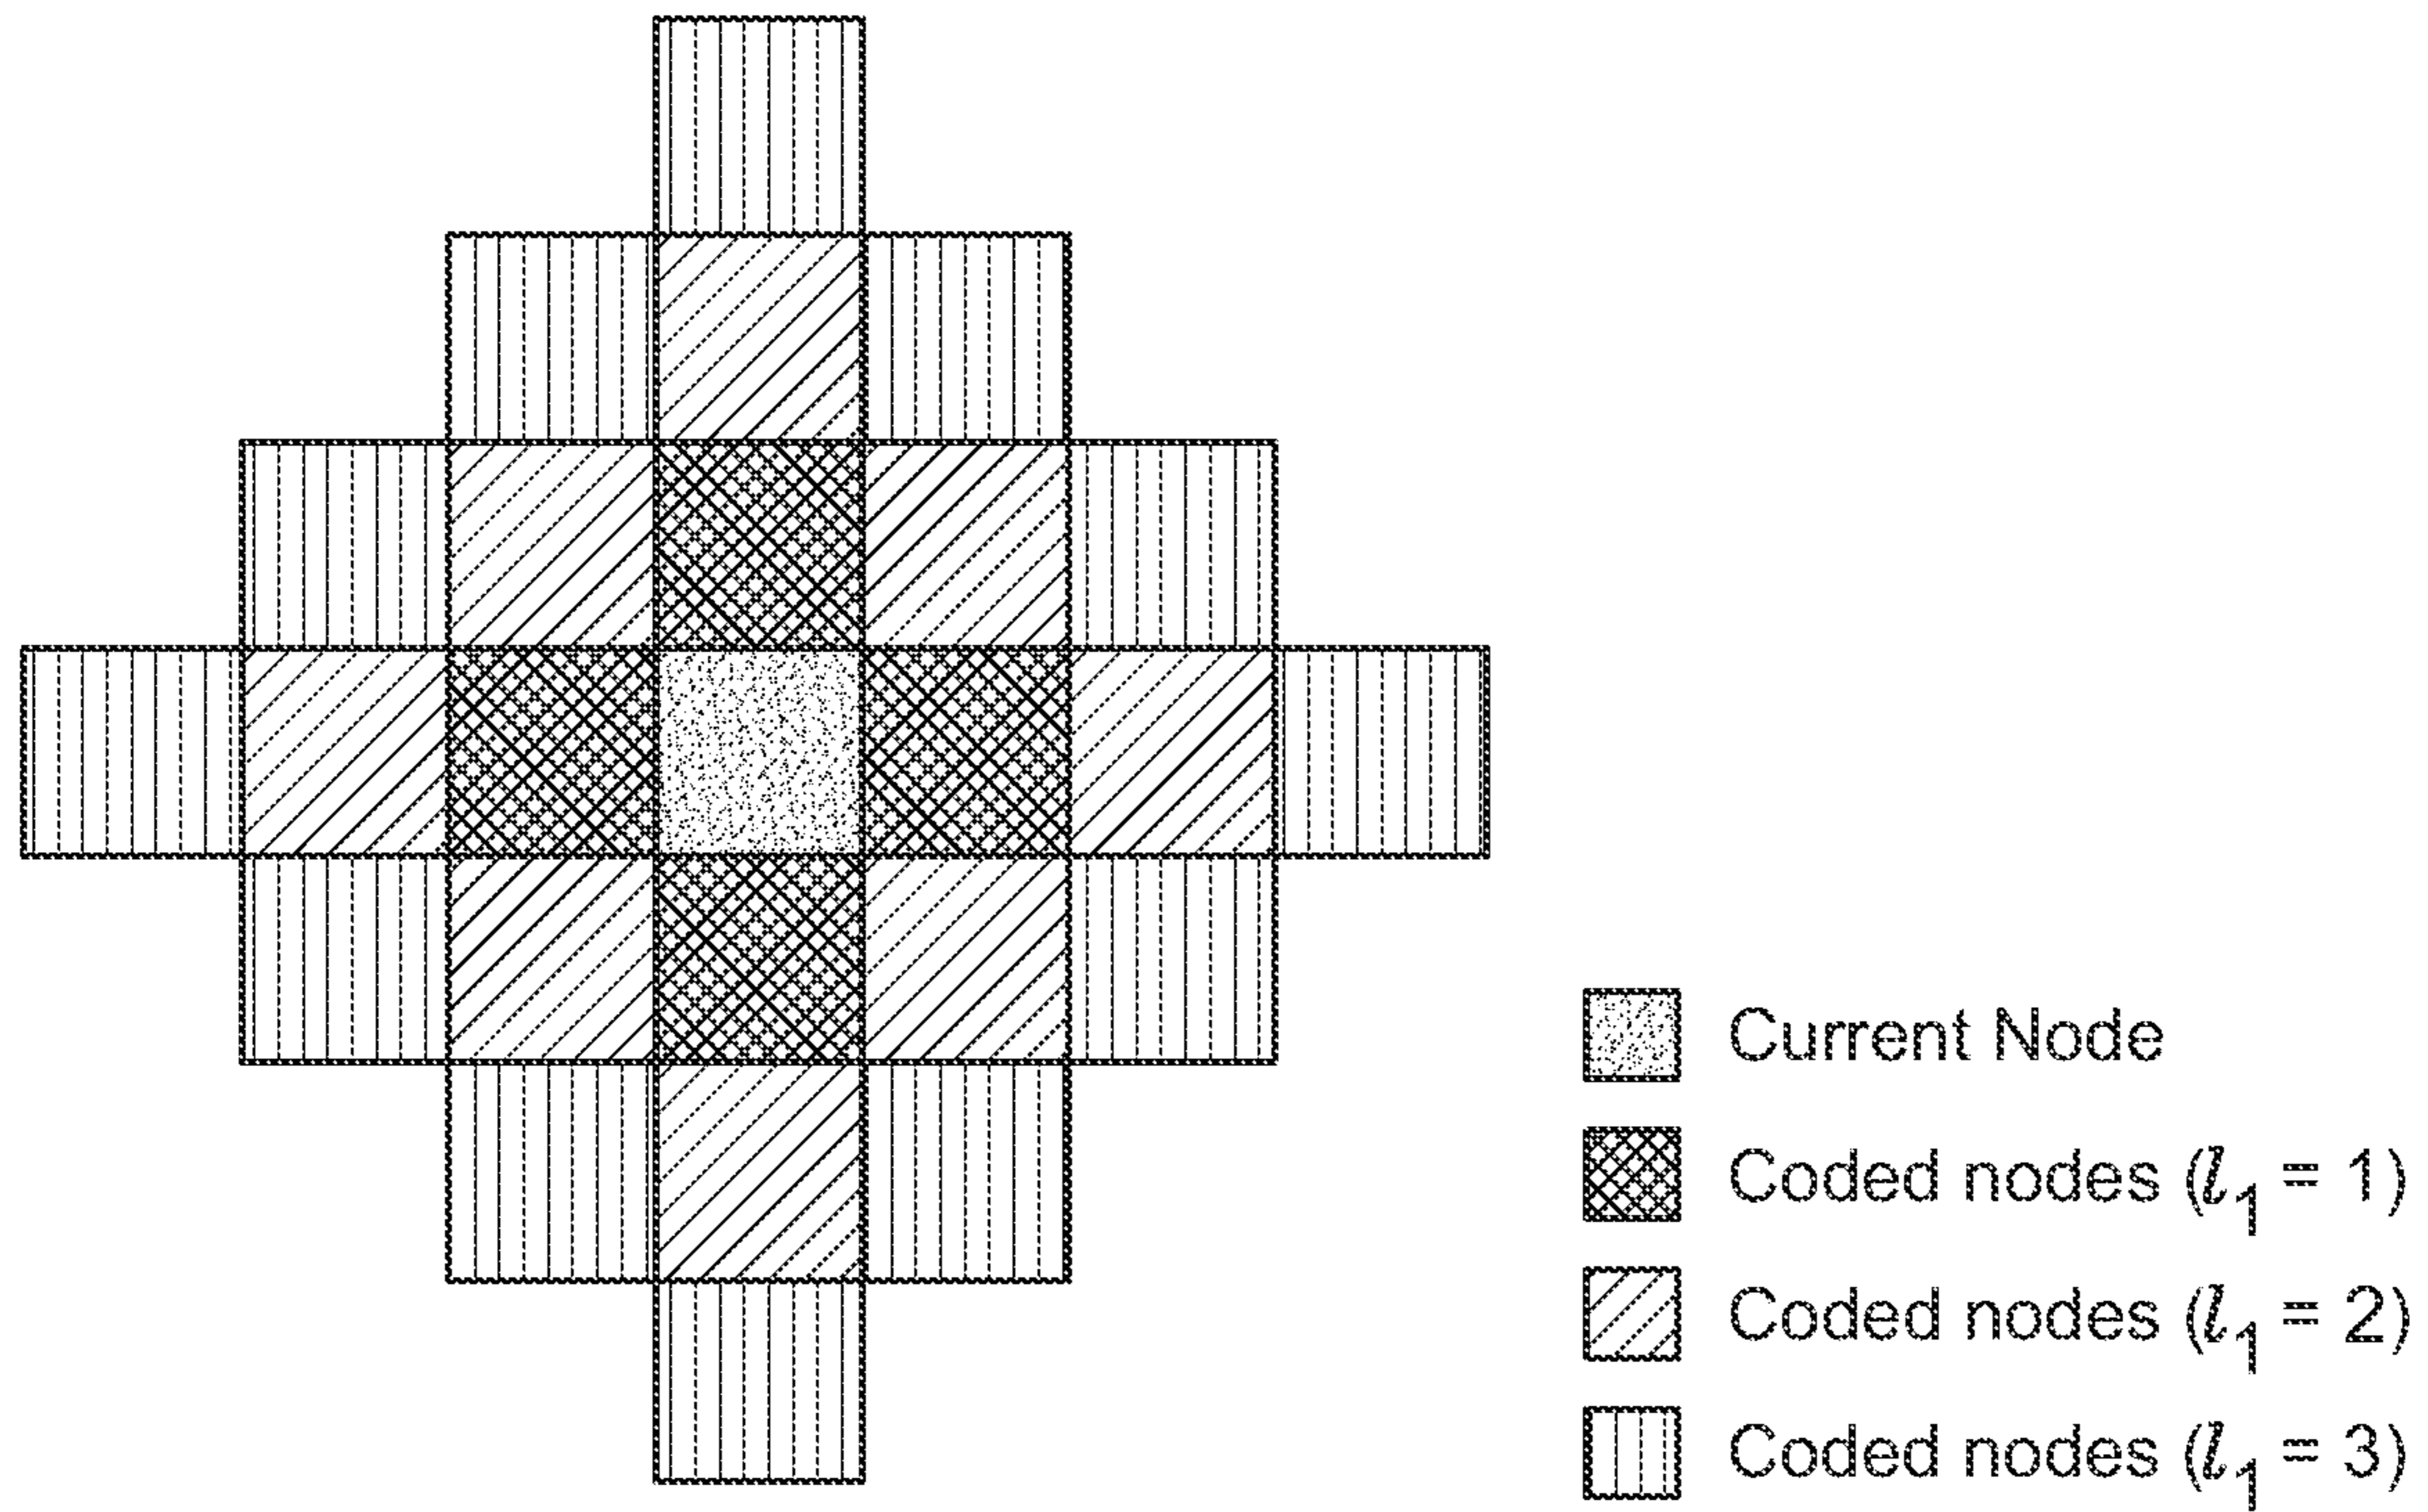 Current Node
Coded nodes (l₁ = 1)
Coded nodes (l₁ = 2)
Coded nodes (l₁ = 3)